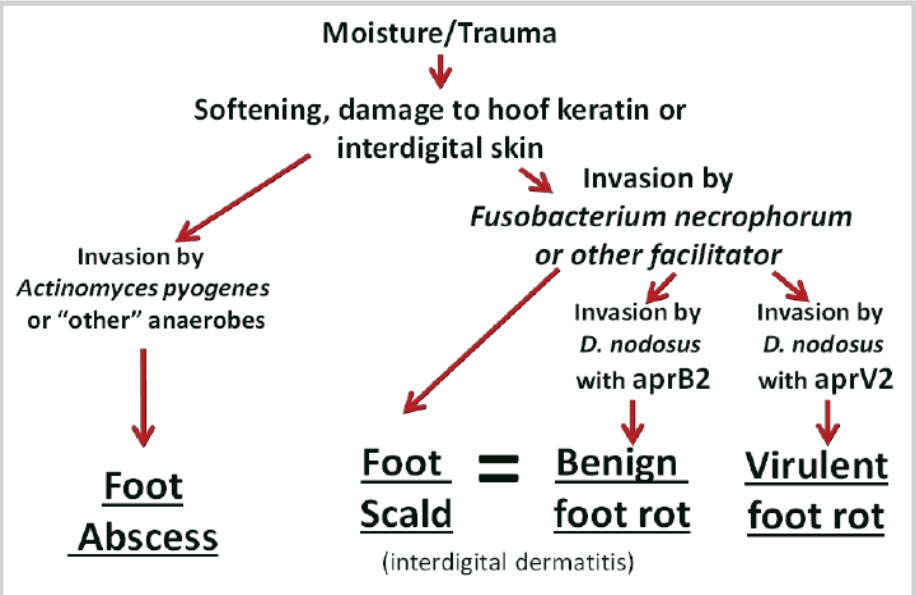 Moisture/Trauma
Softening, damage to hoof keratin or
interdigital skin
Invasion by
Fusobacterium necrophorum
or other facilitator
Invasion by
Actinomyces pyogenes
or “other” anaerobes
Invasion by
D. nodosus
with aprB2
Invasion by
D. nodosus
with aprV2
Foot
Abscess
Foot
Scald
=
Benign
foot rot
(interdigital dermatitis)
Virulent
foot rot